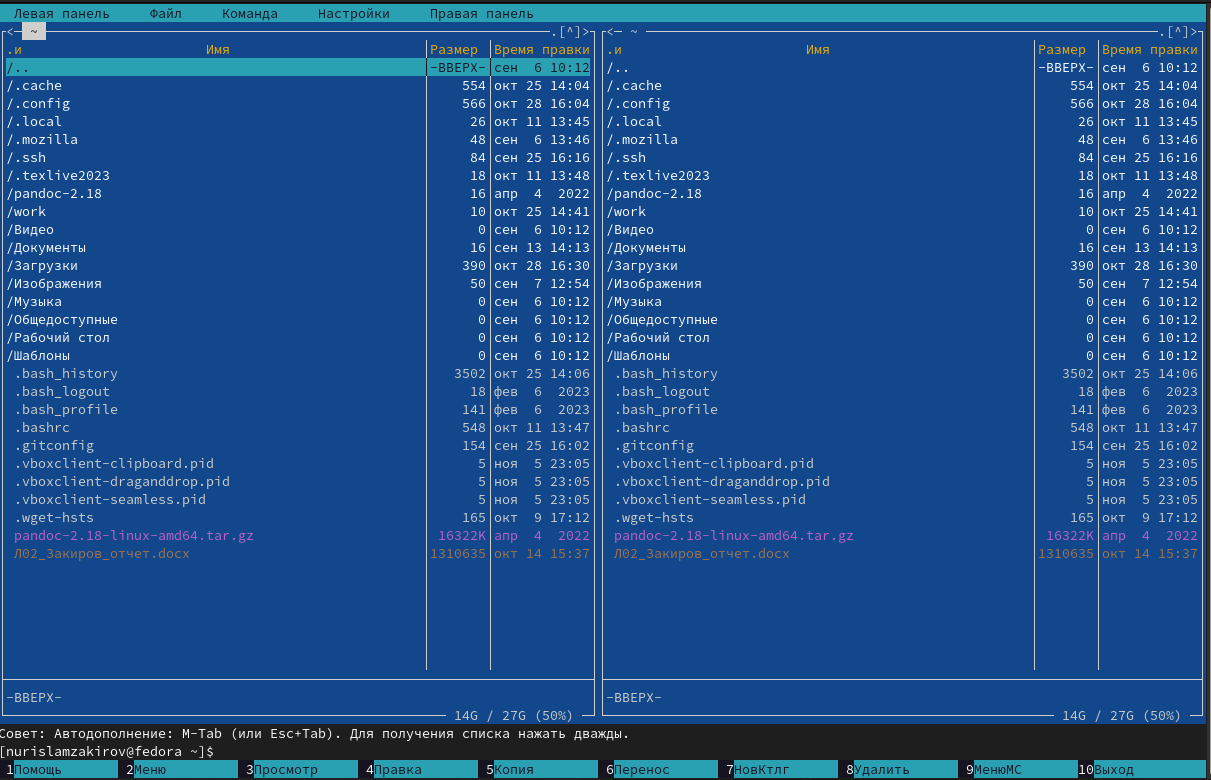 Левая панель Файл Команда Настройки Правая панель
<─ ~ .[^]> <─ ~ .[^]>
.и Имя Размер Время правки .и Имя Размер Время правки
/.. -ВВЕРХ- сен 6 10:12 /.. -ВВЕРХ- сен 6 10:12
/.cache 554 окт 25 14:04 /.cache 554 окт 25 14:04
/.config 566 окт 28 16:04 /.config 566 окт 28 16:04
/.local 26 окт 11 13:45 /.local 26 окт 11 13:45
/.mozilla 48 сен 6 13:46 /.mozilla 48 сен 6 13:46
/.ssh 84 сен 25 16:16 /.ssh 84 сен 25 16:16
/.texlive2023 18 окт 11 13:48 /.texlive2023 18 окт 11 13:48
/pandoc-2.18 16 апр 4 2022 /pandoc-2.18 16 апр 4 2022
/work 10 окт 25 14:41 /work 10 окт 25 14:41
/Видео 0 сен 6 10:12 /Видео 0 сен 6 10:12
/Документы 16 сен 13 14:13 /Документы 16 сен 13 14:13
/Загрузки 390 окт 28 16:30 /Загрузки 390 окт 28 16:30
/Изображения 50 сен 7 12:54 /Изображения 50 сен 7 12:54
/Музыка 0 сен 6 10:12 /Музыка 0 сен 6 10:12
/Общедоступные 0 сен 6 10:12 /Общедоступные 0 сен 6 10:12
/Рабочий стол 0 сен 6 10:12 /Рабочий стол 0 сен 6 10:12
/Шаблоны 0 сен 6 10:12 /Шаблоны 0 сен 6 10:12
.bash_history 3502 окт 25 14:06 .bash_history 3502 окт 25 14:06
.bash_logout 18 фев 6 2023 .bash_logout 18 фев 6 2023
.bash_profile 141 фев 6 2023 .bash_profile 141 фев 6 2023
.bashrc 548 окт 11 13:47 .bashrc 548 окт 11 13:47
.gitconfig 154 сен 25 16:02 .gitconfig 154 сен 25 16:02
.vboxclient-clipboard.pid 5 ноя 5 23:05 .vboxclient-clipboard.pid 5 ноя 5 23:05
.vboxclient-draganddrop.pid 5 ноя 5 23:05 .vboxclient-draganddrop.pid 5 ноя 5 23:05
.vboxclient-seamless.pid 5 ноя 5 23:05 .vboxclient-seamless.pid 5 ноя 5 23:05
.wget-hsts 165 окт 9 17:12 .wget-hsts 165 окт 9 17:12
pandoc-2.18-linux-amd64.tar.gz 16322K апр 4 2022 pandoc-2.18-linux-amd64.tar.gz 16322K апр 4 2022
Л02_Закиров_отчет.docx 1310635 окт 14 15:37 Л02_Закиров_отчет.docx 1310635 окт 14 15:37
-ВВЕРХ- -ВВЕРХ-
14G / 27G (50%) 14G / 27G (50%)
Совет: Автодополнение: M-Tab (или Esc+Tab). Для получения списка нажать дважды.
[nurislamzakirov@fedora ~]$
1Помощь 2Меню 3Просмотр 4Правка 5Копия 6Перенос 7НовКтлг 8Удалить 9МенюMC 10Выход